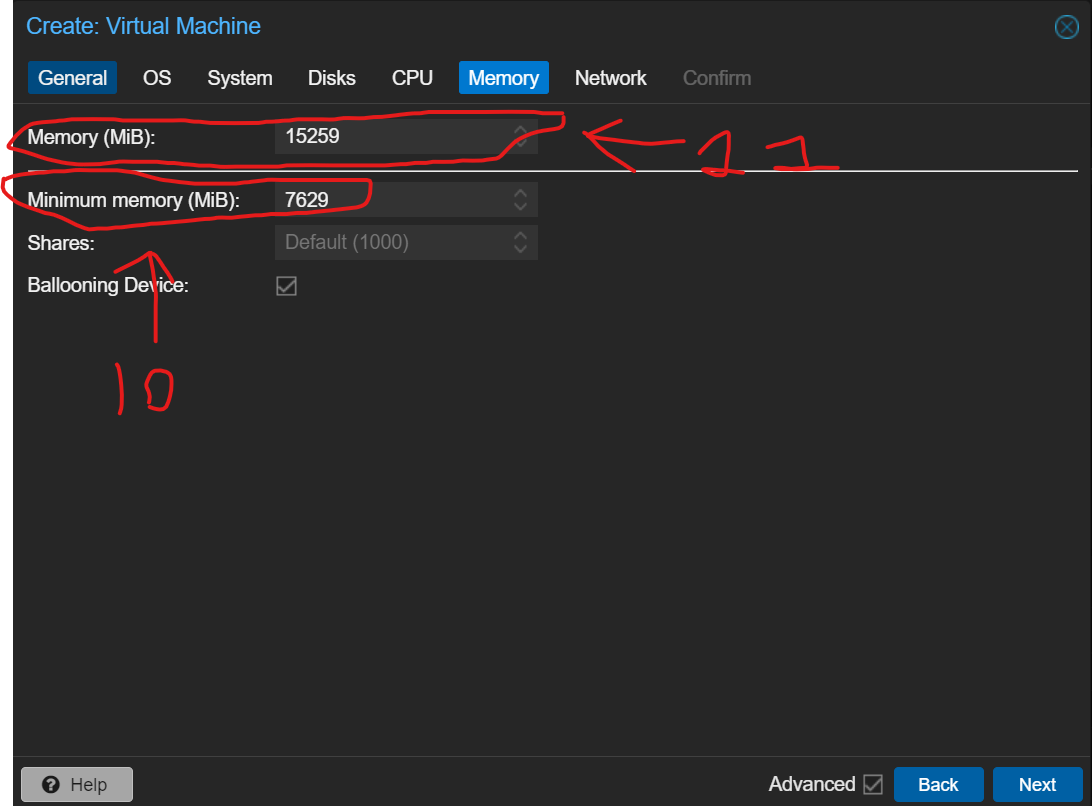 Create: Virtual Machine
General OS System Disks CPU Memory Network Confirm
Memory (MiB): 15259
Minimum memory (MiB): 7629
Shares: Default (1000)
Ballooning Device:
10
Help Advanced Back Next